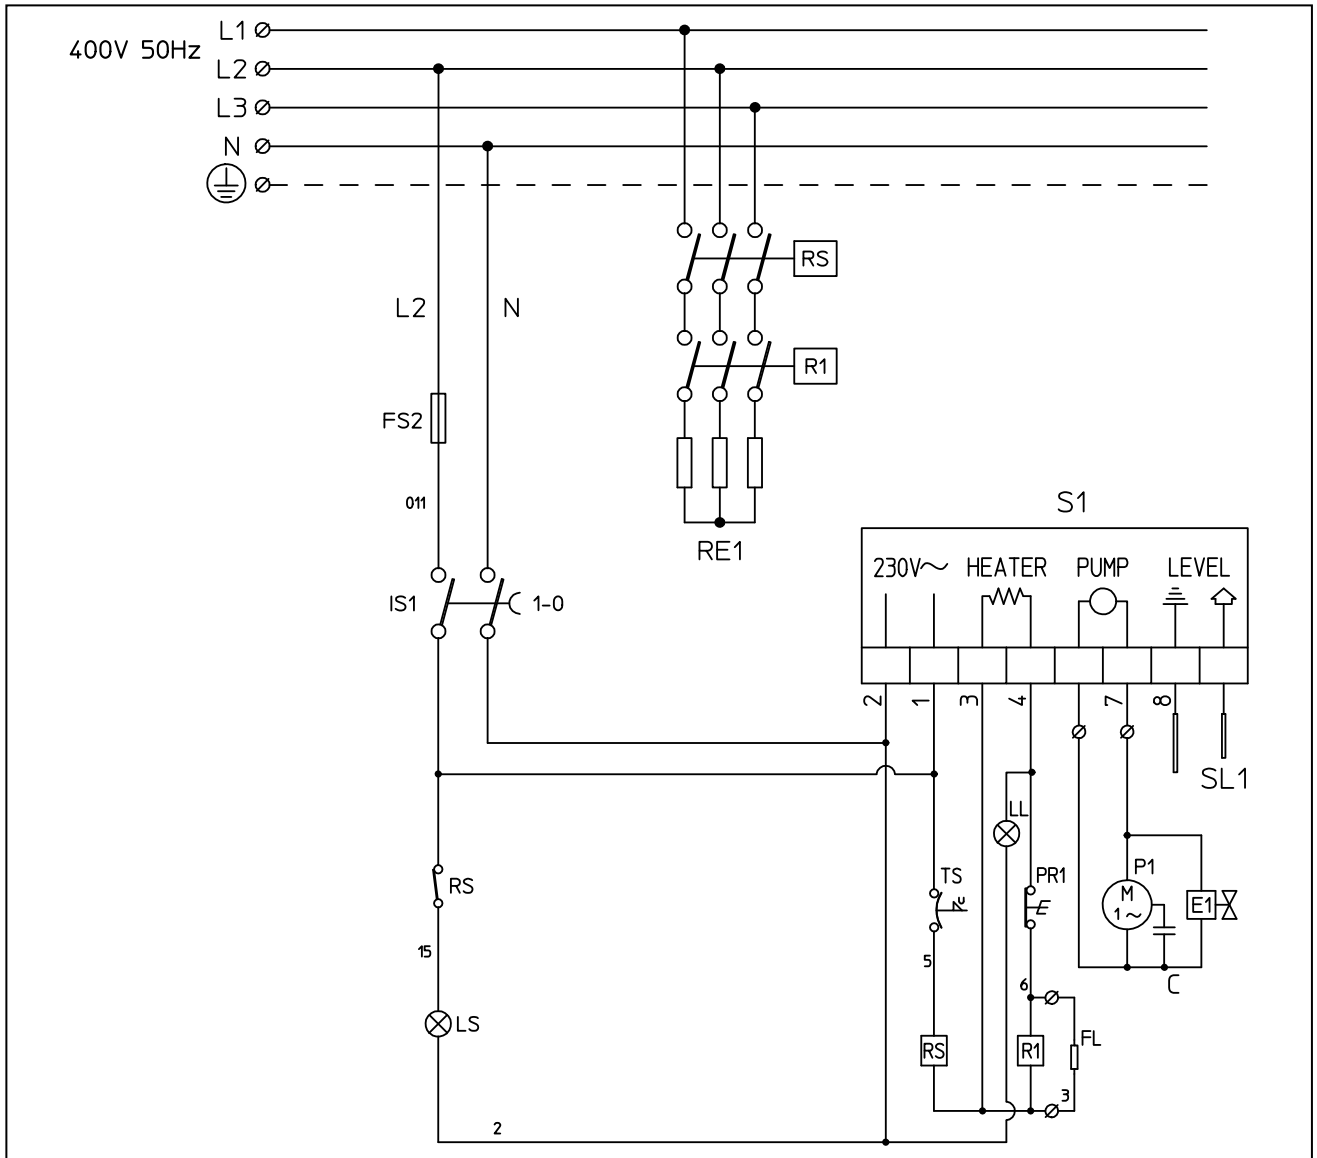 L1
400V 50Hz
L2
L3
N
RS
L2 N
R1
FS2
011
S1
RE1
230V~ HEATER PUMP LEVEL
IS1 1-0
2 1 3 4 7 8
SL1
LL
TS PR1 P1
RS
M
1~
E1
15
5
6
C
LS
RS R1 FL
3
2